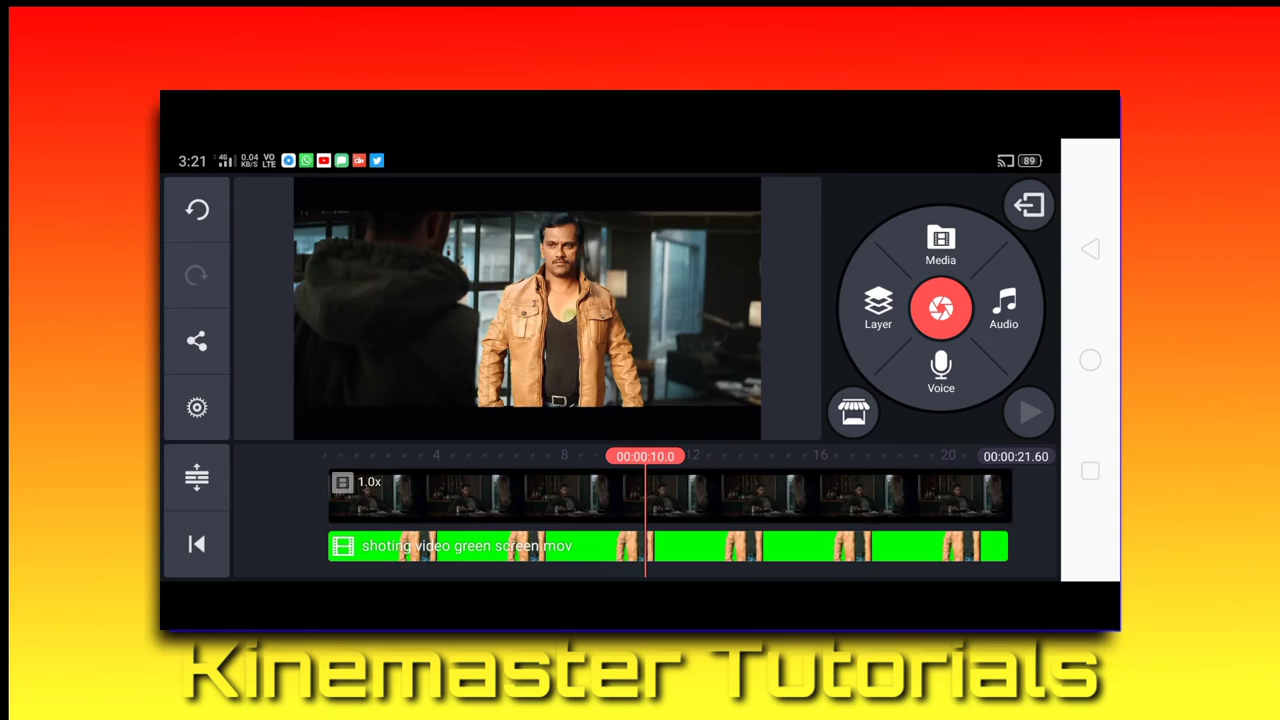 3:21 4G 0.04 KB/S VO LTE 89
Media
Layer
Audio
Voice
4 8 00:00:10.0 12 16 20 00:00:21.60
1.0x
shoting video green screen.mov
Kinemaster Tutorials